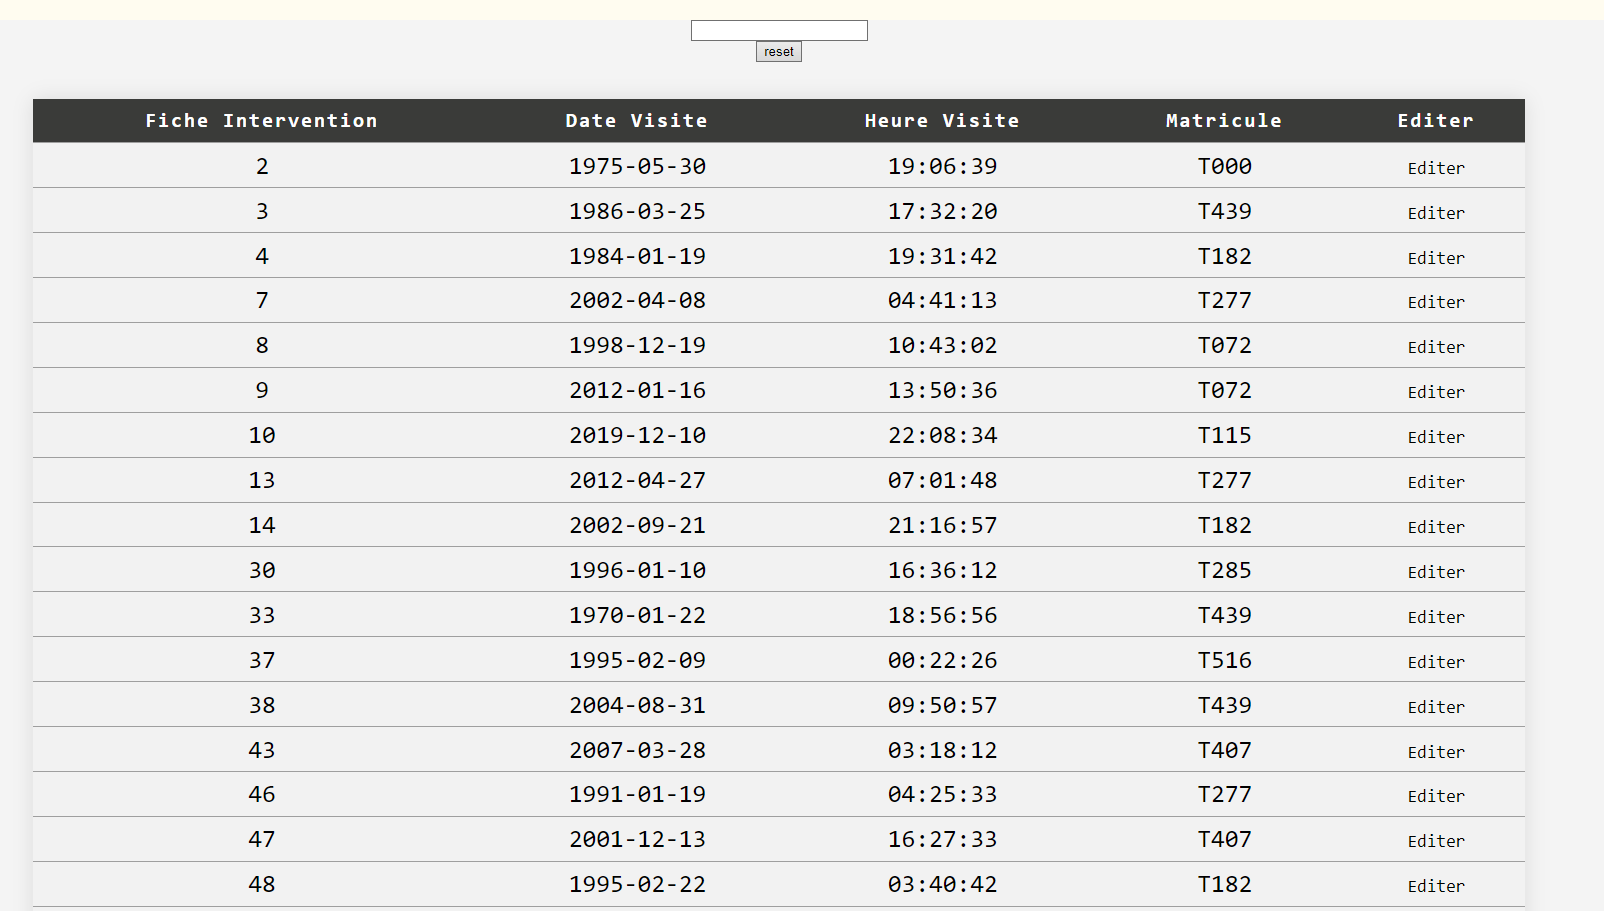 reset
Fiche Intervention Date Visite Heure Visite Matricule Editer
2 1975-05-30 19:06:39 T000 Editer
3 1986-03-25 17:32:20 T439 Editer
4 1984-01-19 19:31:42 T182 Editer
7 2002-04-08 04:41:13 T277 Editer
8 1998-12-19 10:43:02 T072 Editer
9 2012-01-16 13:50:36 T072 Editer
10 2019-12-10 22:08:34 T115 Editer
13 2012-04-27 07:01:48 T277 Editer
14 2002-09-21 21:16:57 T182 Editer
30 1996-01-10 16:36:12 T285 Editer
33 1970-01-22 18:56:56 T439 Editer
37 1995-02-09 00:22:26 T516 Editer
38 2004-08-31 09:50:57 T439 Editer
43 2007-03-28 03:18:12 T407 Editer
46 1991-01-19 04:25:33 T277 Editer
47 2001-12-13 16:27:33 T407 Editer
48 1995-02-22 03:40:42 T182 Editer